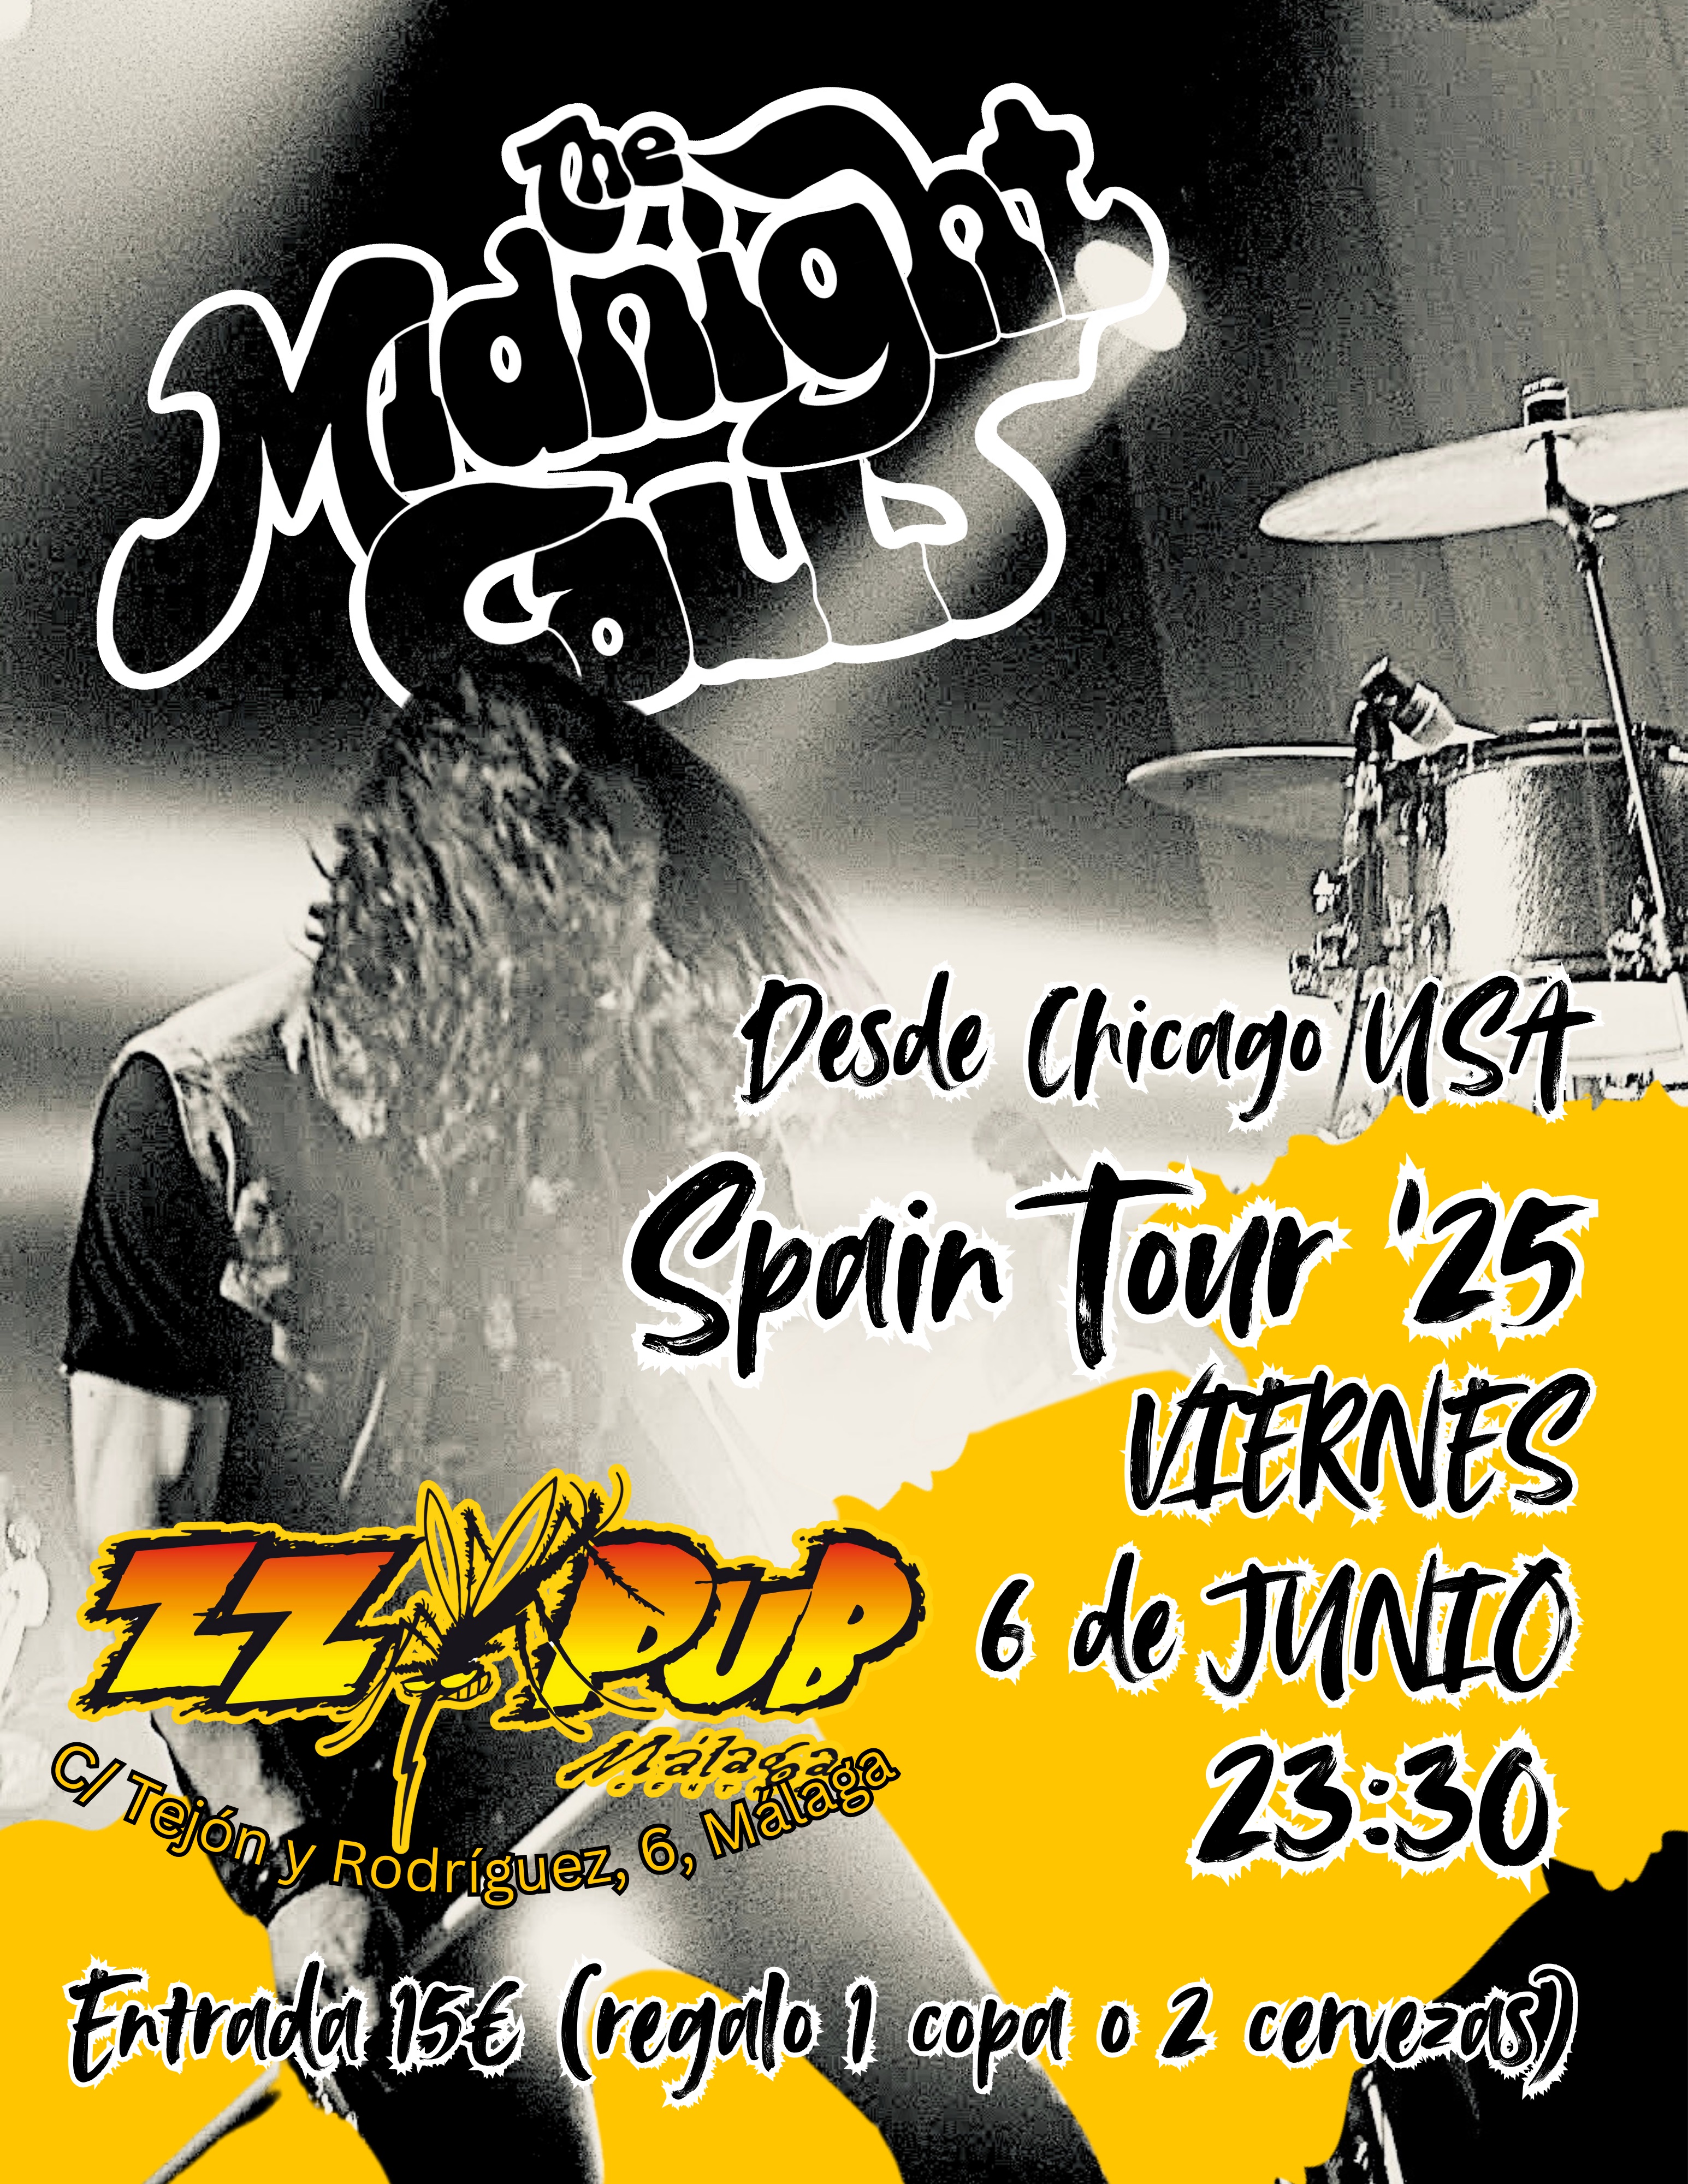 The
Midnight
Calls
Desde Chicago USA
Spain Tour '25
VIERNES
6 de JUNIO
23:30
ZZ PUB
Málaga
C/ Tejón y Rodríguez, 6, Málaga
Entrada 15€ (regalo 1 copa o 2 cervezas)